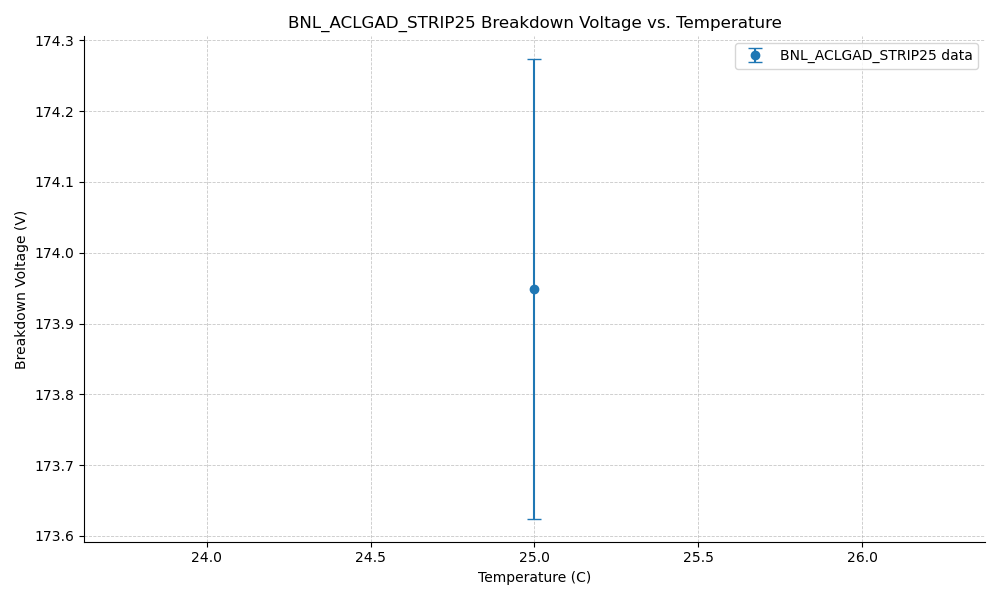 BNL_ACLGAD_STRIP25 Breakdown Voltage vs. Temperature
BNL_ACLGAD_STRIP25 data
Breakdown Voltage (V)
174.3
174.2
174.1
174.0
173.9
173.8
173.7
173.6
24.0 24.5 25.0 25.5 26.0
Temperature (C)